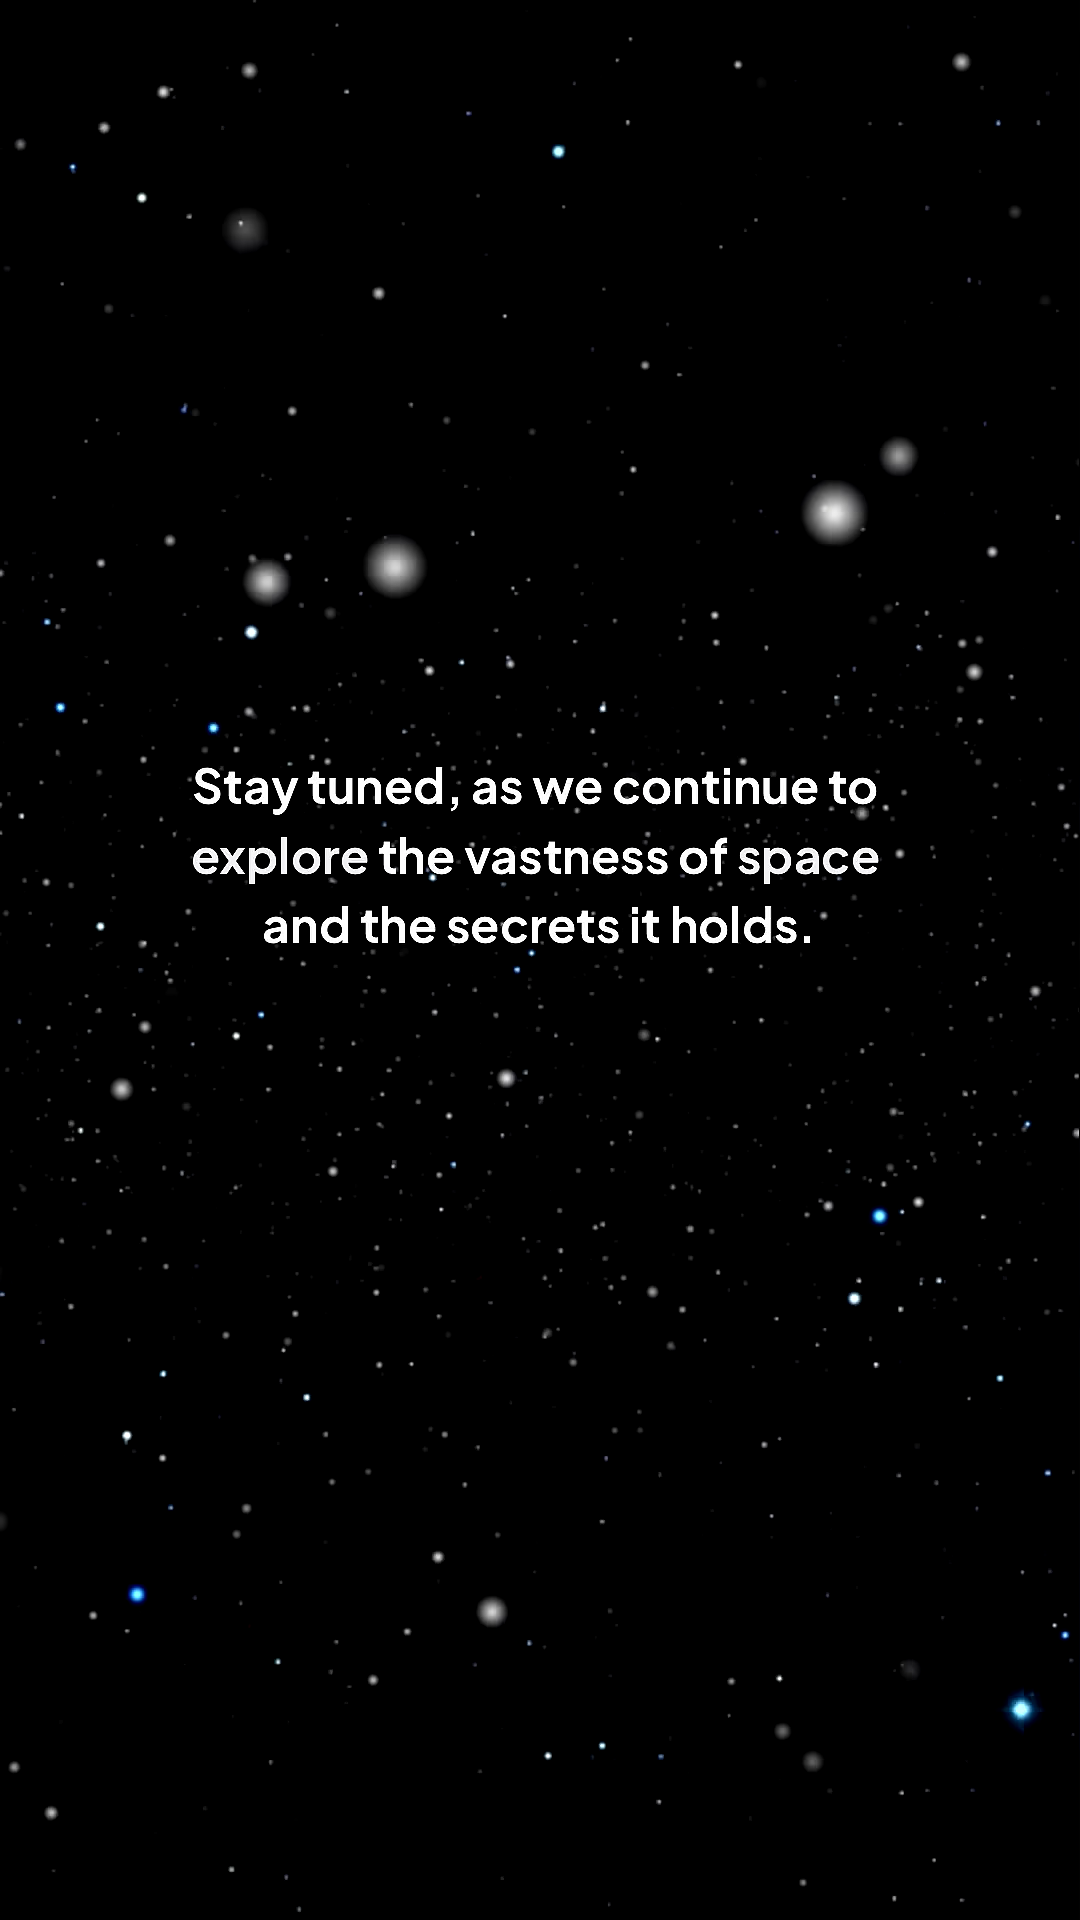 Stay tuned, as we continue to
explore the vastness of space
and the secrets it holds.